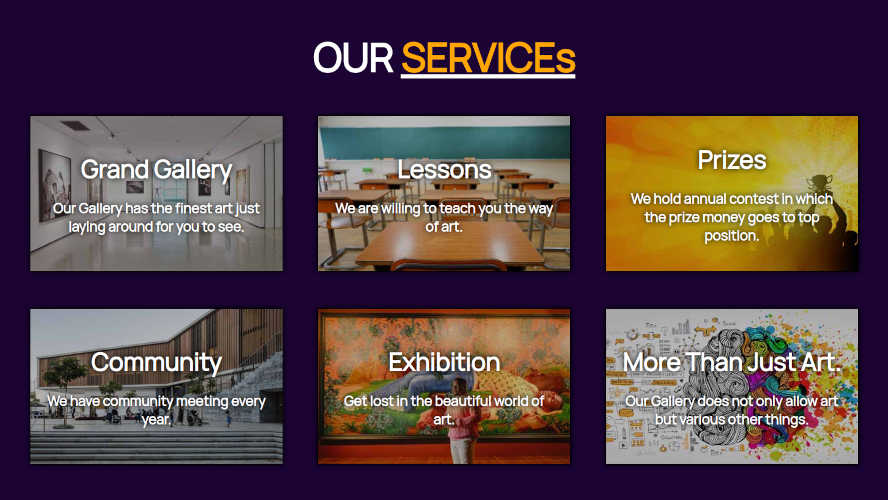 OUR SERVICEs
Grand Gallery
Our Gallery has the finest art just
laying around for you to see.
Lessons
We are willing to teach you the way
of art.
Prizes
We hold annual contest in which
the prize money goes to top
position.
Community
We have community meeting every
year.
Exhibition
Get lost in the beautiful world of
art.
More Than Just Art.
Our Gallery does not only allow art
but various other things.